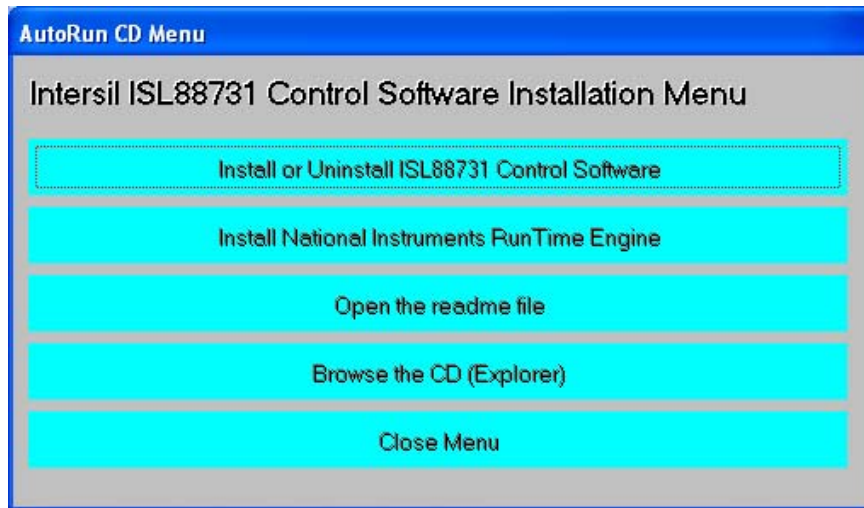 AutoRun CD Menu
Intersil ISL88731 Control Software Installation Menu
Install or Uninstall ISL88731 Control Software
Install National Instruments RunTime Engine
Open the readme file
Browse the CD (Explorer)
Close Menu